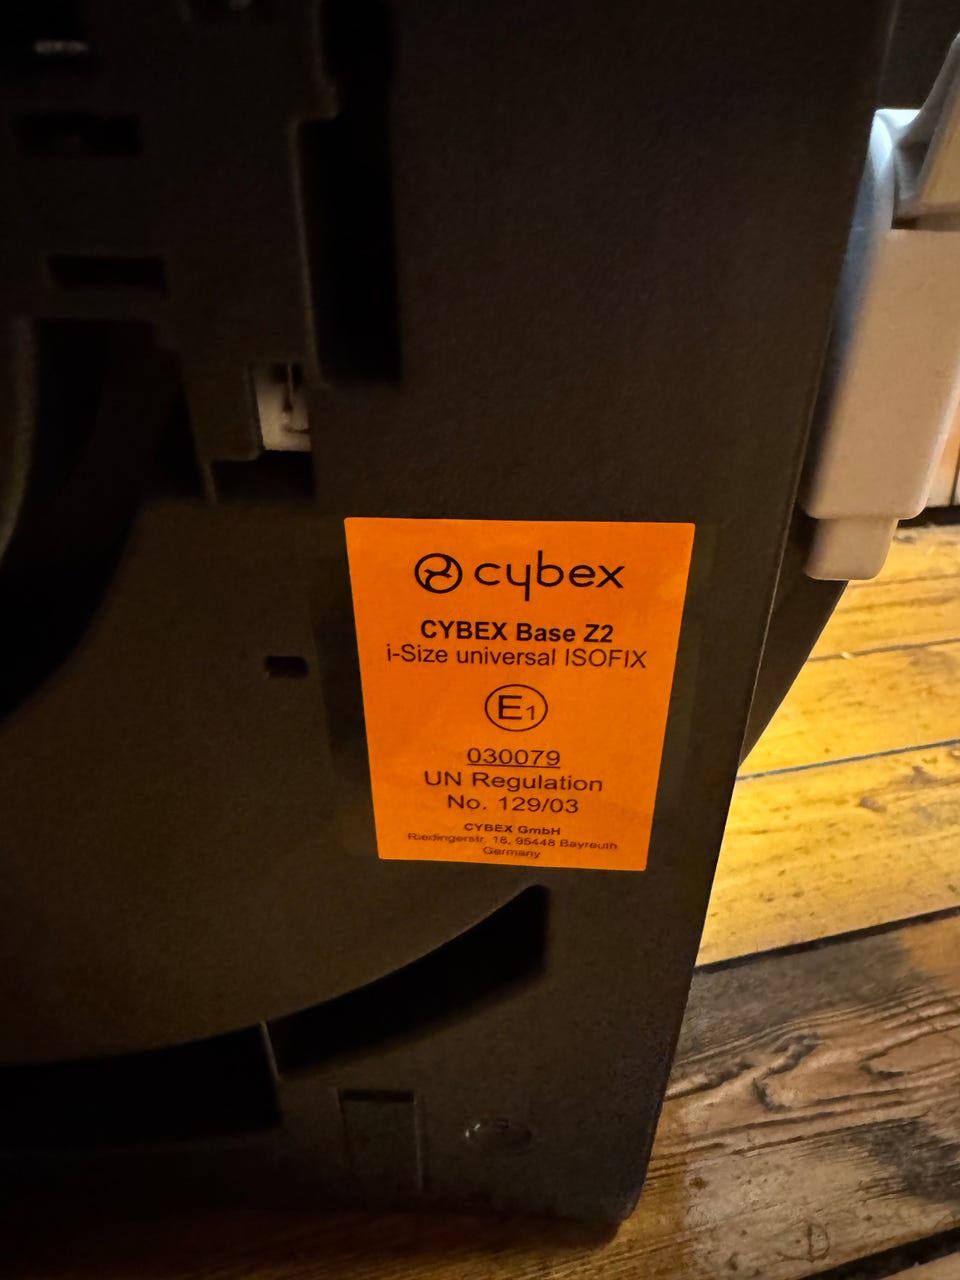 cybex
CYBEX Base Z2
i-Size universal ISOFIX
E1
030079
UN Regulation
No. 129/03
CYBEX GmbH
Riedingerstr. 18, 95448 Bayreuth
Germany